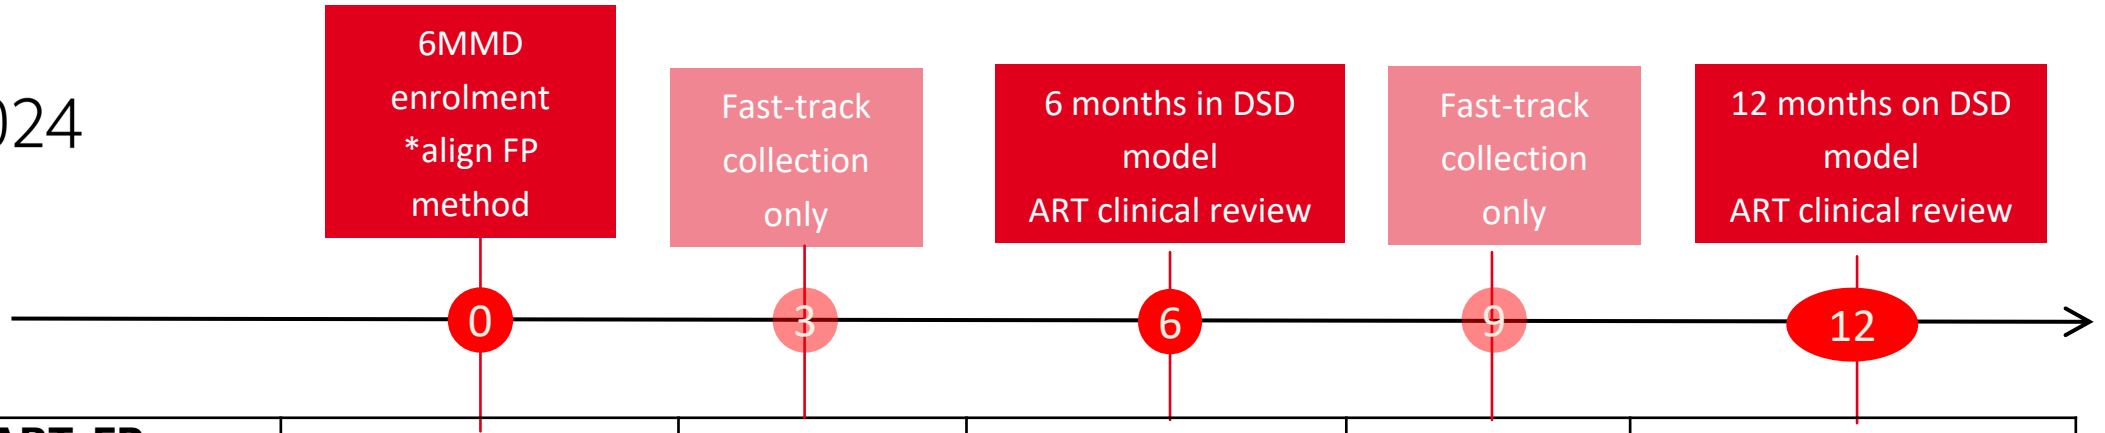 024
6MMD
enrolment
*align FP
method
Fast-track
collection
only
6 months in DSD
model
ART clinical review
Fast-track
collection
only
12 months on DSD
model
ART clinical review
0
3
6
9
12